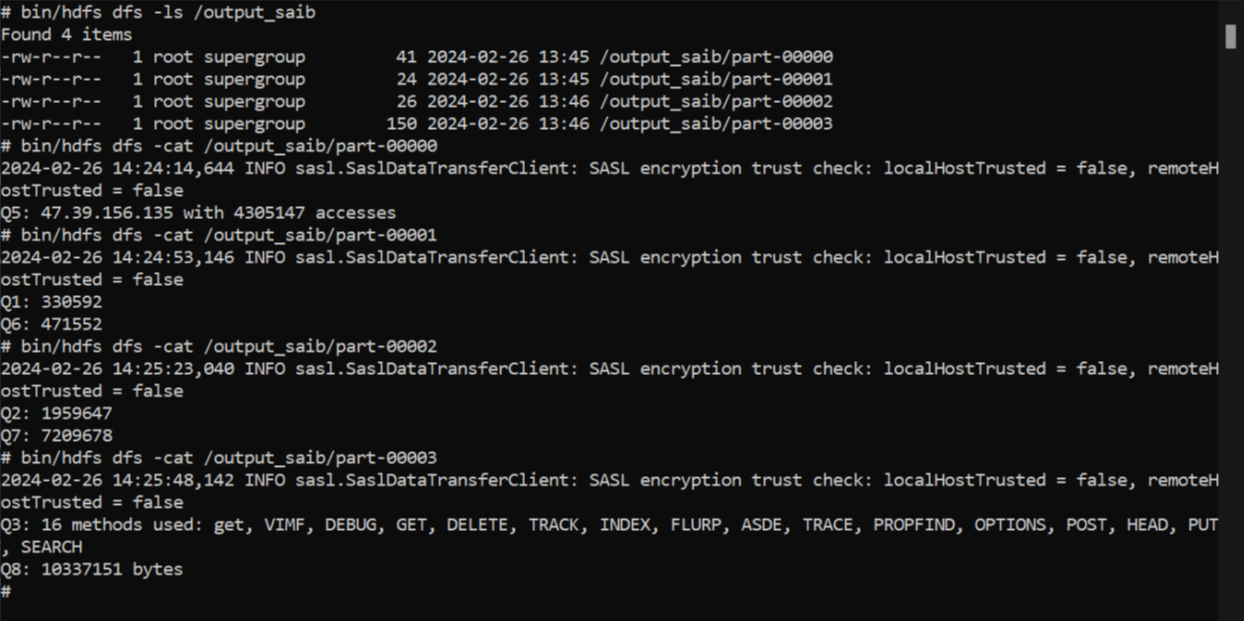 # bin/hdfs dfs -ls /output_saib
Found 4 items
-rw-r--r--   1 root supergroup         41 2024-02-26 13:45 /output_saib/part-00000
-rw-r--r--   1 root supergroup         24 2024-02-26 13:45 /output_saib/part-00001
-rw-r--r--   1 root supergroup         26 2024-02-26 13:46 /output_saib/part-00002
-rw-r--r--   1 root supergroup        150 2024-02-26 13:46 /output_saib/part-00003
# bin/hdfs dfs -cat /output_saib/part-00000
2024-02-26 14:24:14,644 INFO sasl.SaslDataTransferClient: SASL encryption trust check: localHostTrusted = false, remoteH
ostTrusted = false
Q5: 47.39.156.135 with 4305147 accesses
# bin/hdfs dfs -cat /output_saib/part-00001
2024-02-26 14:24:53,146 INFO sasl.SaslDataTransferClient: SASL encryption trust check: localHostTrusted = false, remoteH
ostTrusted = false
Q1: 330592
Q6: 471552
# bin/hdfs dfs -cat /output_saib/part-00002
2024-02-26 14:25:23,040 INFO sasl.SaslDataTransferClient: SASL encryption trust check: localHostTrusted = false, remoteH
ostTrusted = false
Q2: 1959647
Q7: 7209678
# bin/hdfs dfs -cat /output_saib/part-00003
2024-02-26 14:25:48,142 INFO sasl.SaslDataTransferClient: SASL encryption trust check: localHostTrusted = false, remoteH
ostTrusted = false
Q3: 16 methods used: get, VIMF, DEBUG, GET, DELETE, TRACK, INDEX, FLURP, ASDE, TRACE, PROPFIND, OPTIONS, POST, HEAD, PUT
, SEARCH
Q8: 10337151 bytes
#